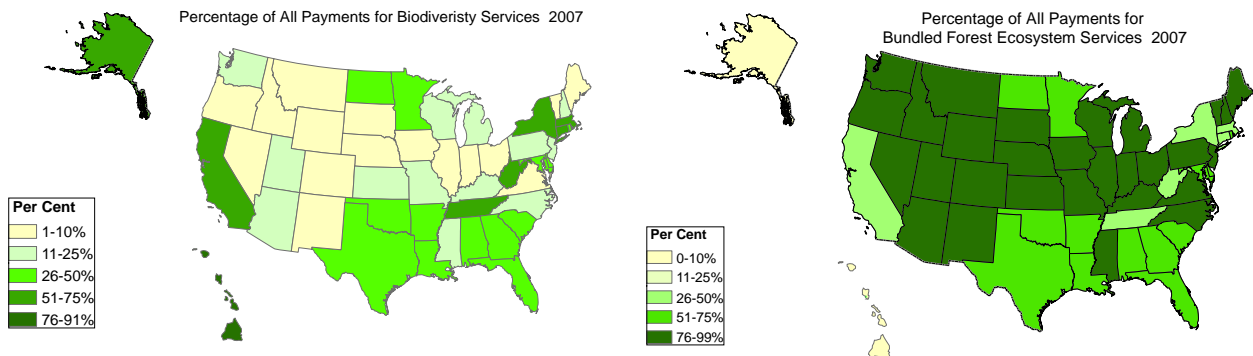 Percentage of All Payments for Biodiveristy Services 2007
Per Cent
1-10%
11-25%
26-50%
51-75%
76-91%
Percentage of All Payments for
Bundled Forest Ecosystem Services 2007
Per Cent
0-10%
11-25%
26-50%
51-75%
76-99%